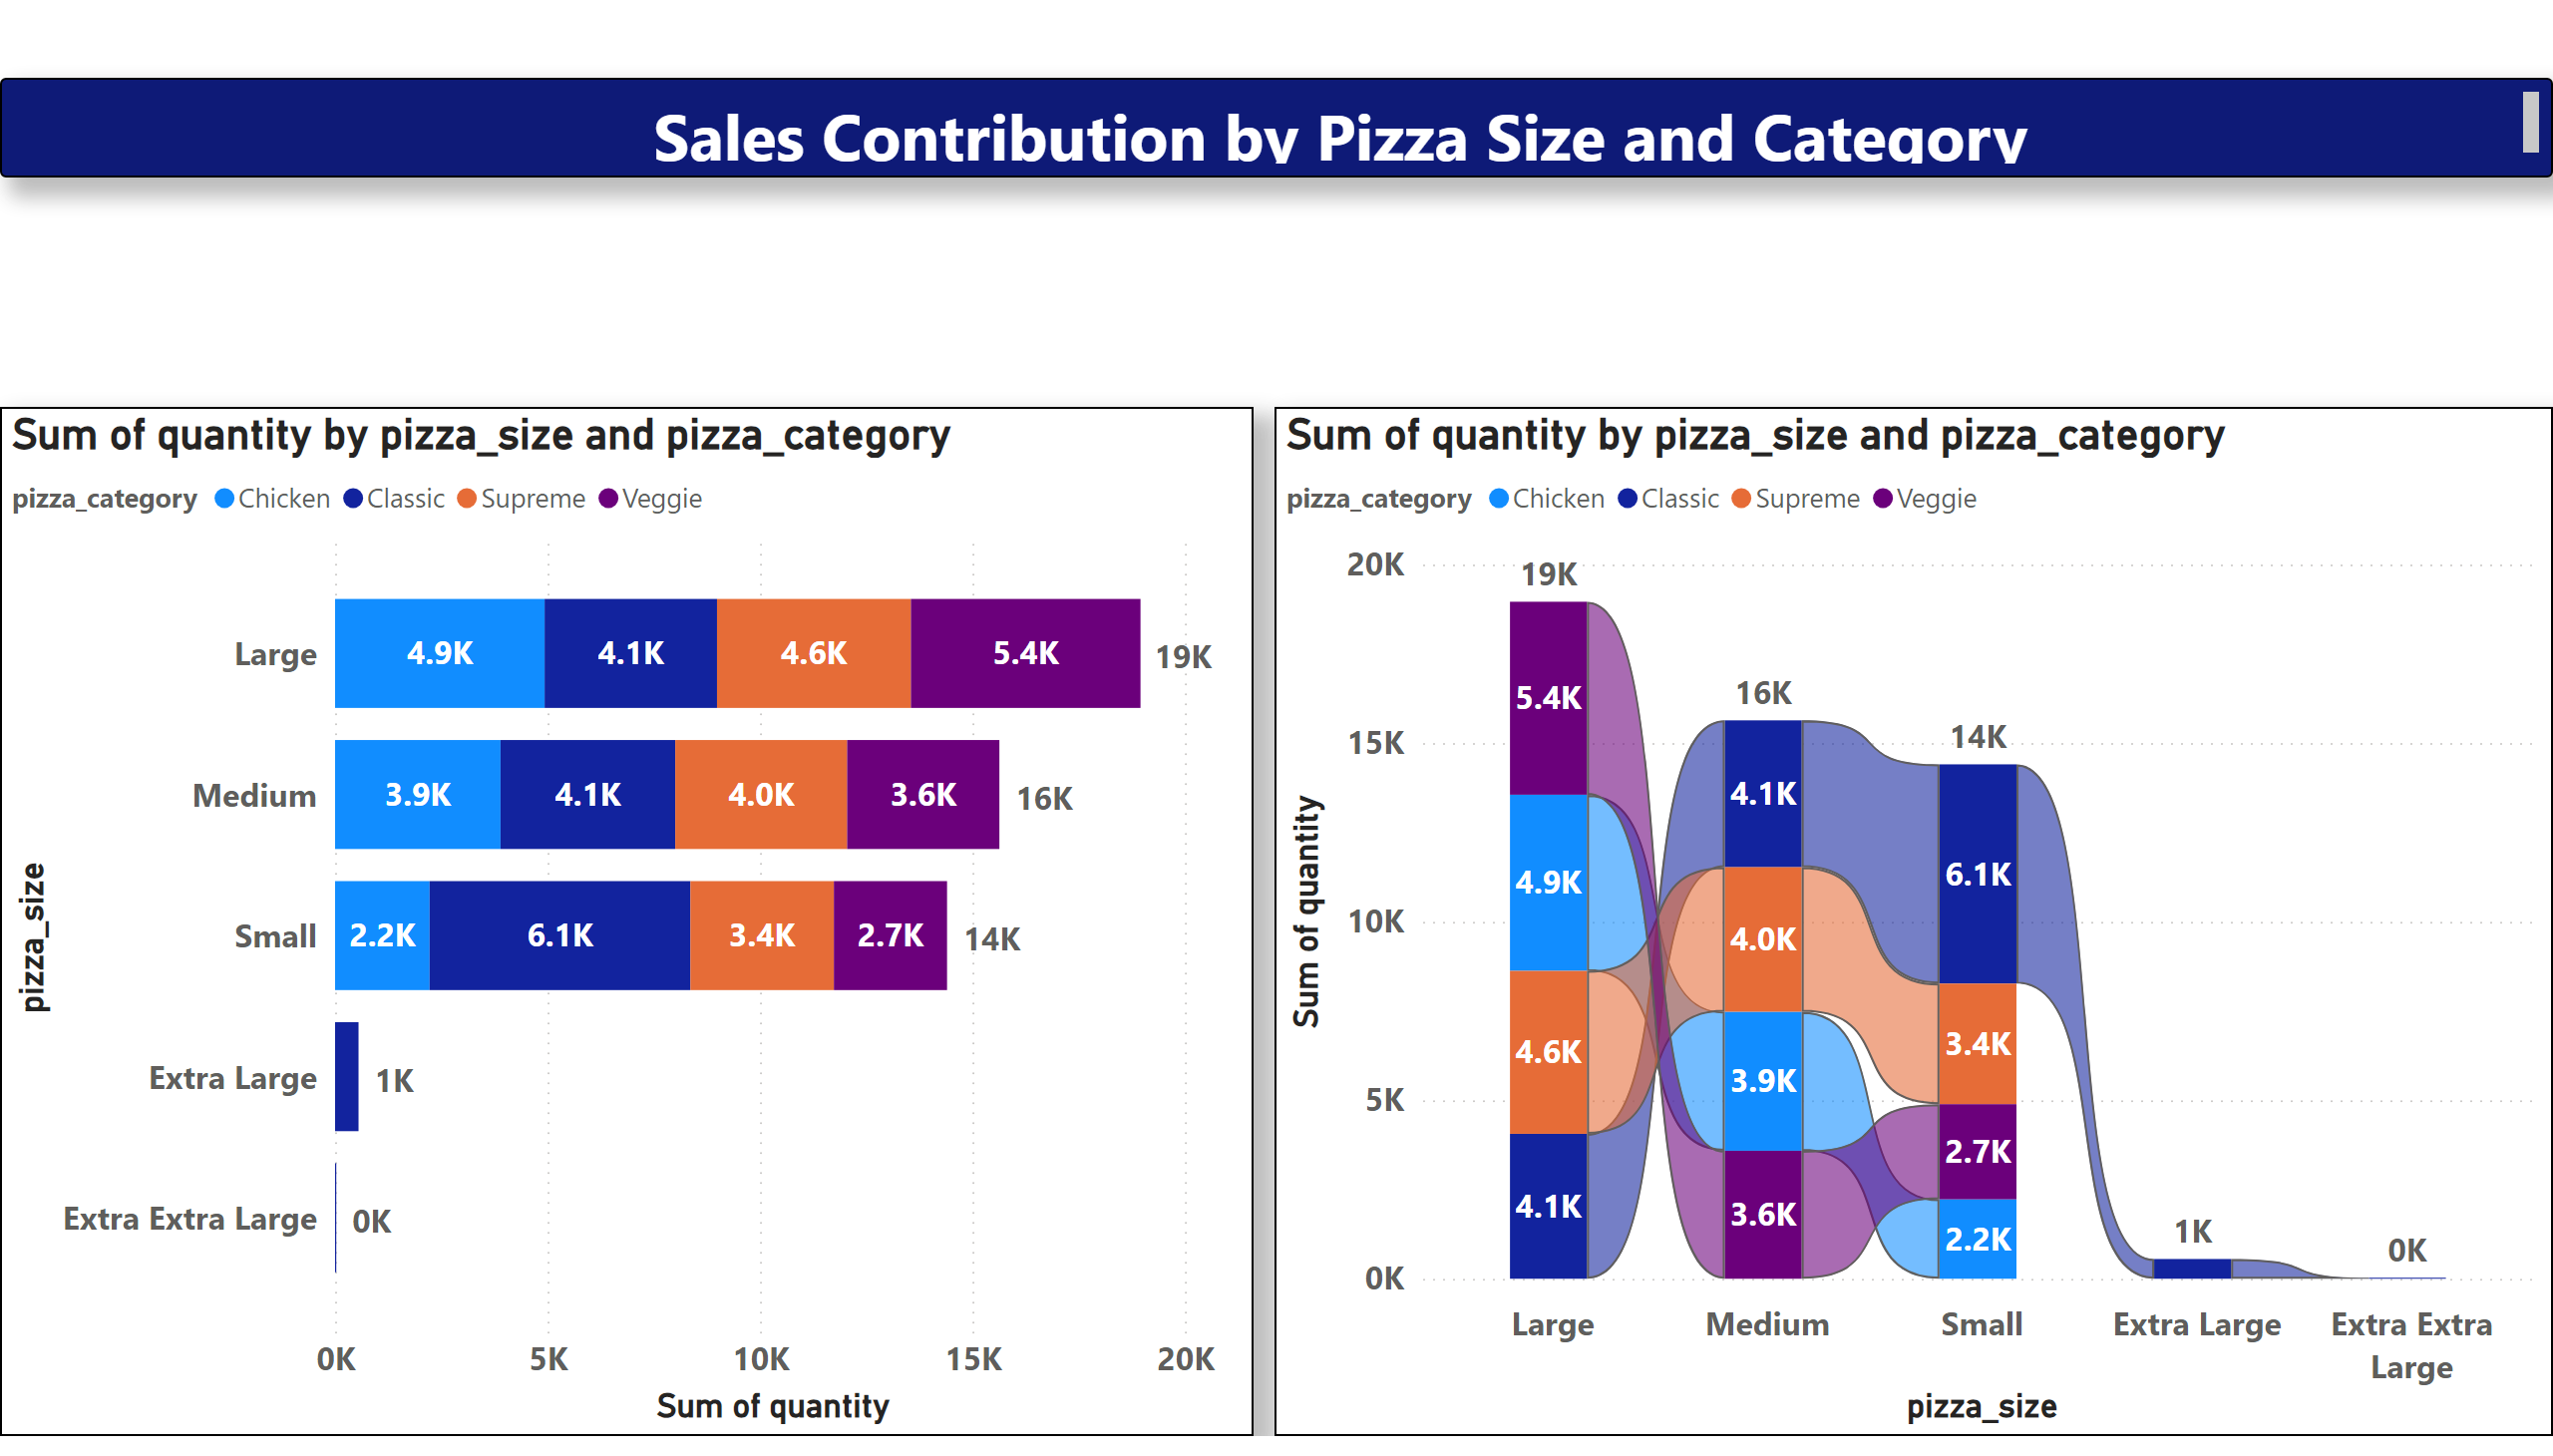 Sales Contribution by Pizza Size and Category
Sum of quantity by pizza_size and pizza_category
pizza_category Chicken Classic Supreme Veggie
Large 4.9K 4.1K 4.6K 5.4K 19K
Medium 3.9K 4.1K 4.0K 3.6K 16K
Small 2.2K 6.1K 3.4K 2.7K 14K
Extra Large 1K
Extra Extra Large 0K
pizza_size
0K 5K 10K 15K 20K
Sum of quantity
Sum of quantity by pizza_size and pizza_category
pizza_category Chicken Classic Supreme Veggie
20K
15K
10K
5K
0K
Sum of quantity
19K
5.4K
4.9K
4.6K
4.1K
16K
4.1K
4.0K
3.9K
3.6K
14K
6.1K
3.4K
2.7K
2.2K
1K
0K
Large Medium Small Extra Large Extra Extra
Large
pizza_size